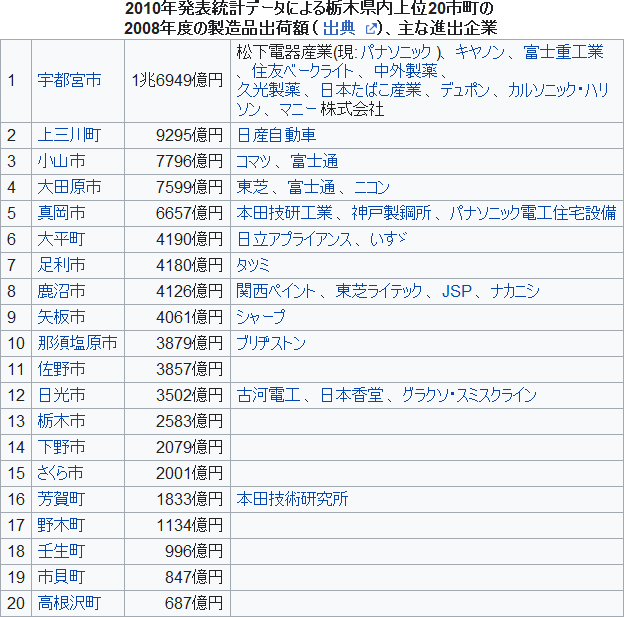 2010年発表統計データによる栃木県内上位20市町の
2008年度の製造品出荷額（出典 ）、主な進出企業
1 宇都宮市 1兆6949億円 松下電器産業(現：パナソニック)、キヤノン、富士重工業
、住友ベークライト、中外製薬、
久光製薬、日本たばこ産業、デュポン、カルソニック・ハリ
ソン、マニー株式会社
2 上三川町 9295億円 日産自動車
3 小山市 7796億円 コマツ、富士通
4 大田原市 7599億円 東芝、富士通、ニコン
5 真岡市 6657億円 本田技研工業、神戸製鋼所、パナソニック電工住宅設備
6 大平町 4190億円 日立アプライアンス、いすゞ
7 足利市 4180億円 タツミ
8 鹿沼市 4126億円 関西ペイント、東芝ライテック、JSP、ナカニシ
9 矢板市 4061億円 シャープ
10 那須塩原市 3879億円 ブリヂストン
11 佐野市 3857億円
12 日光市 3502億円 古河電工、日本香堂、グラクソ・スミスクライン
13 栃木市 2583億円
14 下野市 2079億円
15 さくら市 2001億円
16 芳賀町 1833億円 本田技術研究所
17 野木町 1134億円
18 壬生町 996億円
19 市貝町 847億円
20 高根沢町 687億円